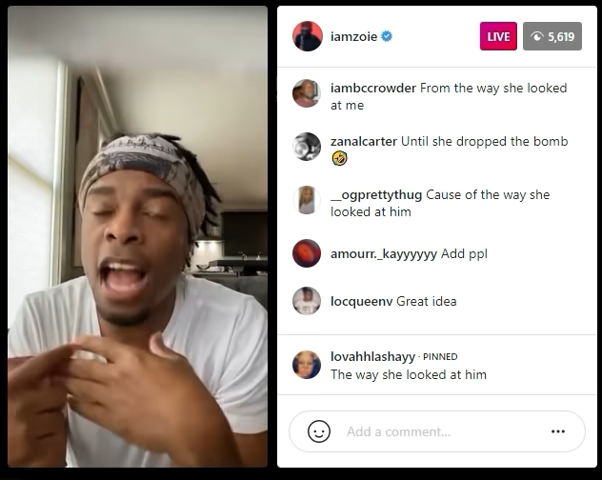 iamzoie
LIVE
5,619
iambccrowder From the way she looked
at me
zanalcarter Until she dropped the bomb
🤣
__ogprettythug Cause of the way she
looked at him
amourr._kayyyyyy Add ppl
locqueenv Great idea
lovahhlashayy · PINNED
The way she looked at him
Add a comment...